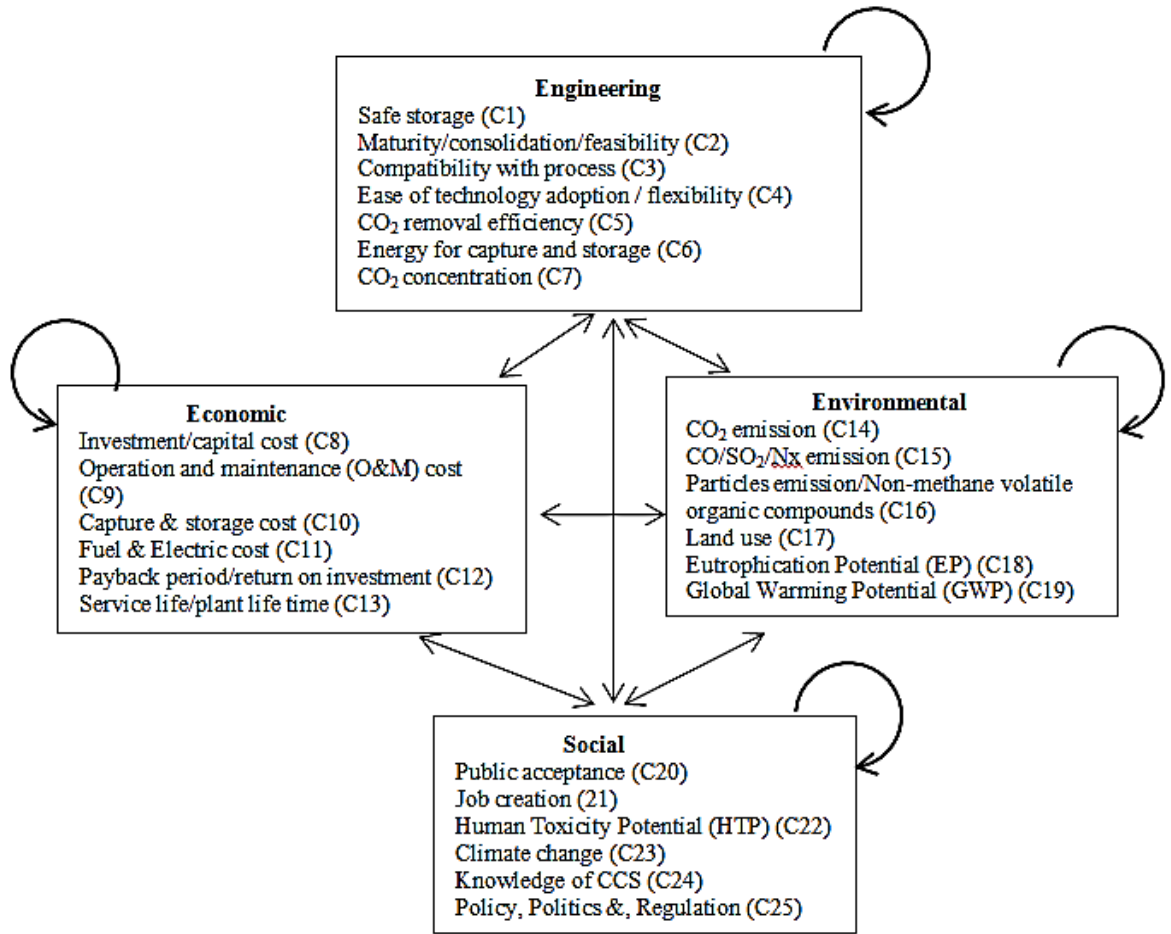 Engineering
Safe storage (C1)
Maturity/consolidation/feasibility (C2)
Compatibility with process (C3)
Ease of technology adoption / flexibility (C4)
CO₂ removal efficiency (C5)
Energy for capture and storage (C6)
CO₂ concentration (C7)
Economic
Investment/capital cost (C8)
Operation and maintenance (O&M) cost
(C9)
Capture & storage cost (C10)
Fuel & Electric cost (C11)
Payback period/return on investment (C12)
Service life/plant life time (C13)
Environmental
CO₂ emission (C14)
CO/SO₂/Nx emission (C15)
Particles emission/Non-methane volatile
organic compounds (C16)
Land use (C17)
Eutrophication Potential (EP) (C18)
Global Warming Potential (GWP) (C19)
Social
Public acceptance (C20)
Job creation (21)
Human Toxicity Potential (HTP) (C22)
Climate change (C23)
Knowledge of CCS (C24)
Policy, Politics &, Regulation (C25)